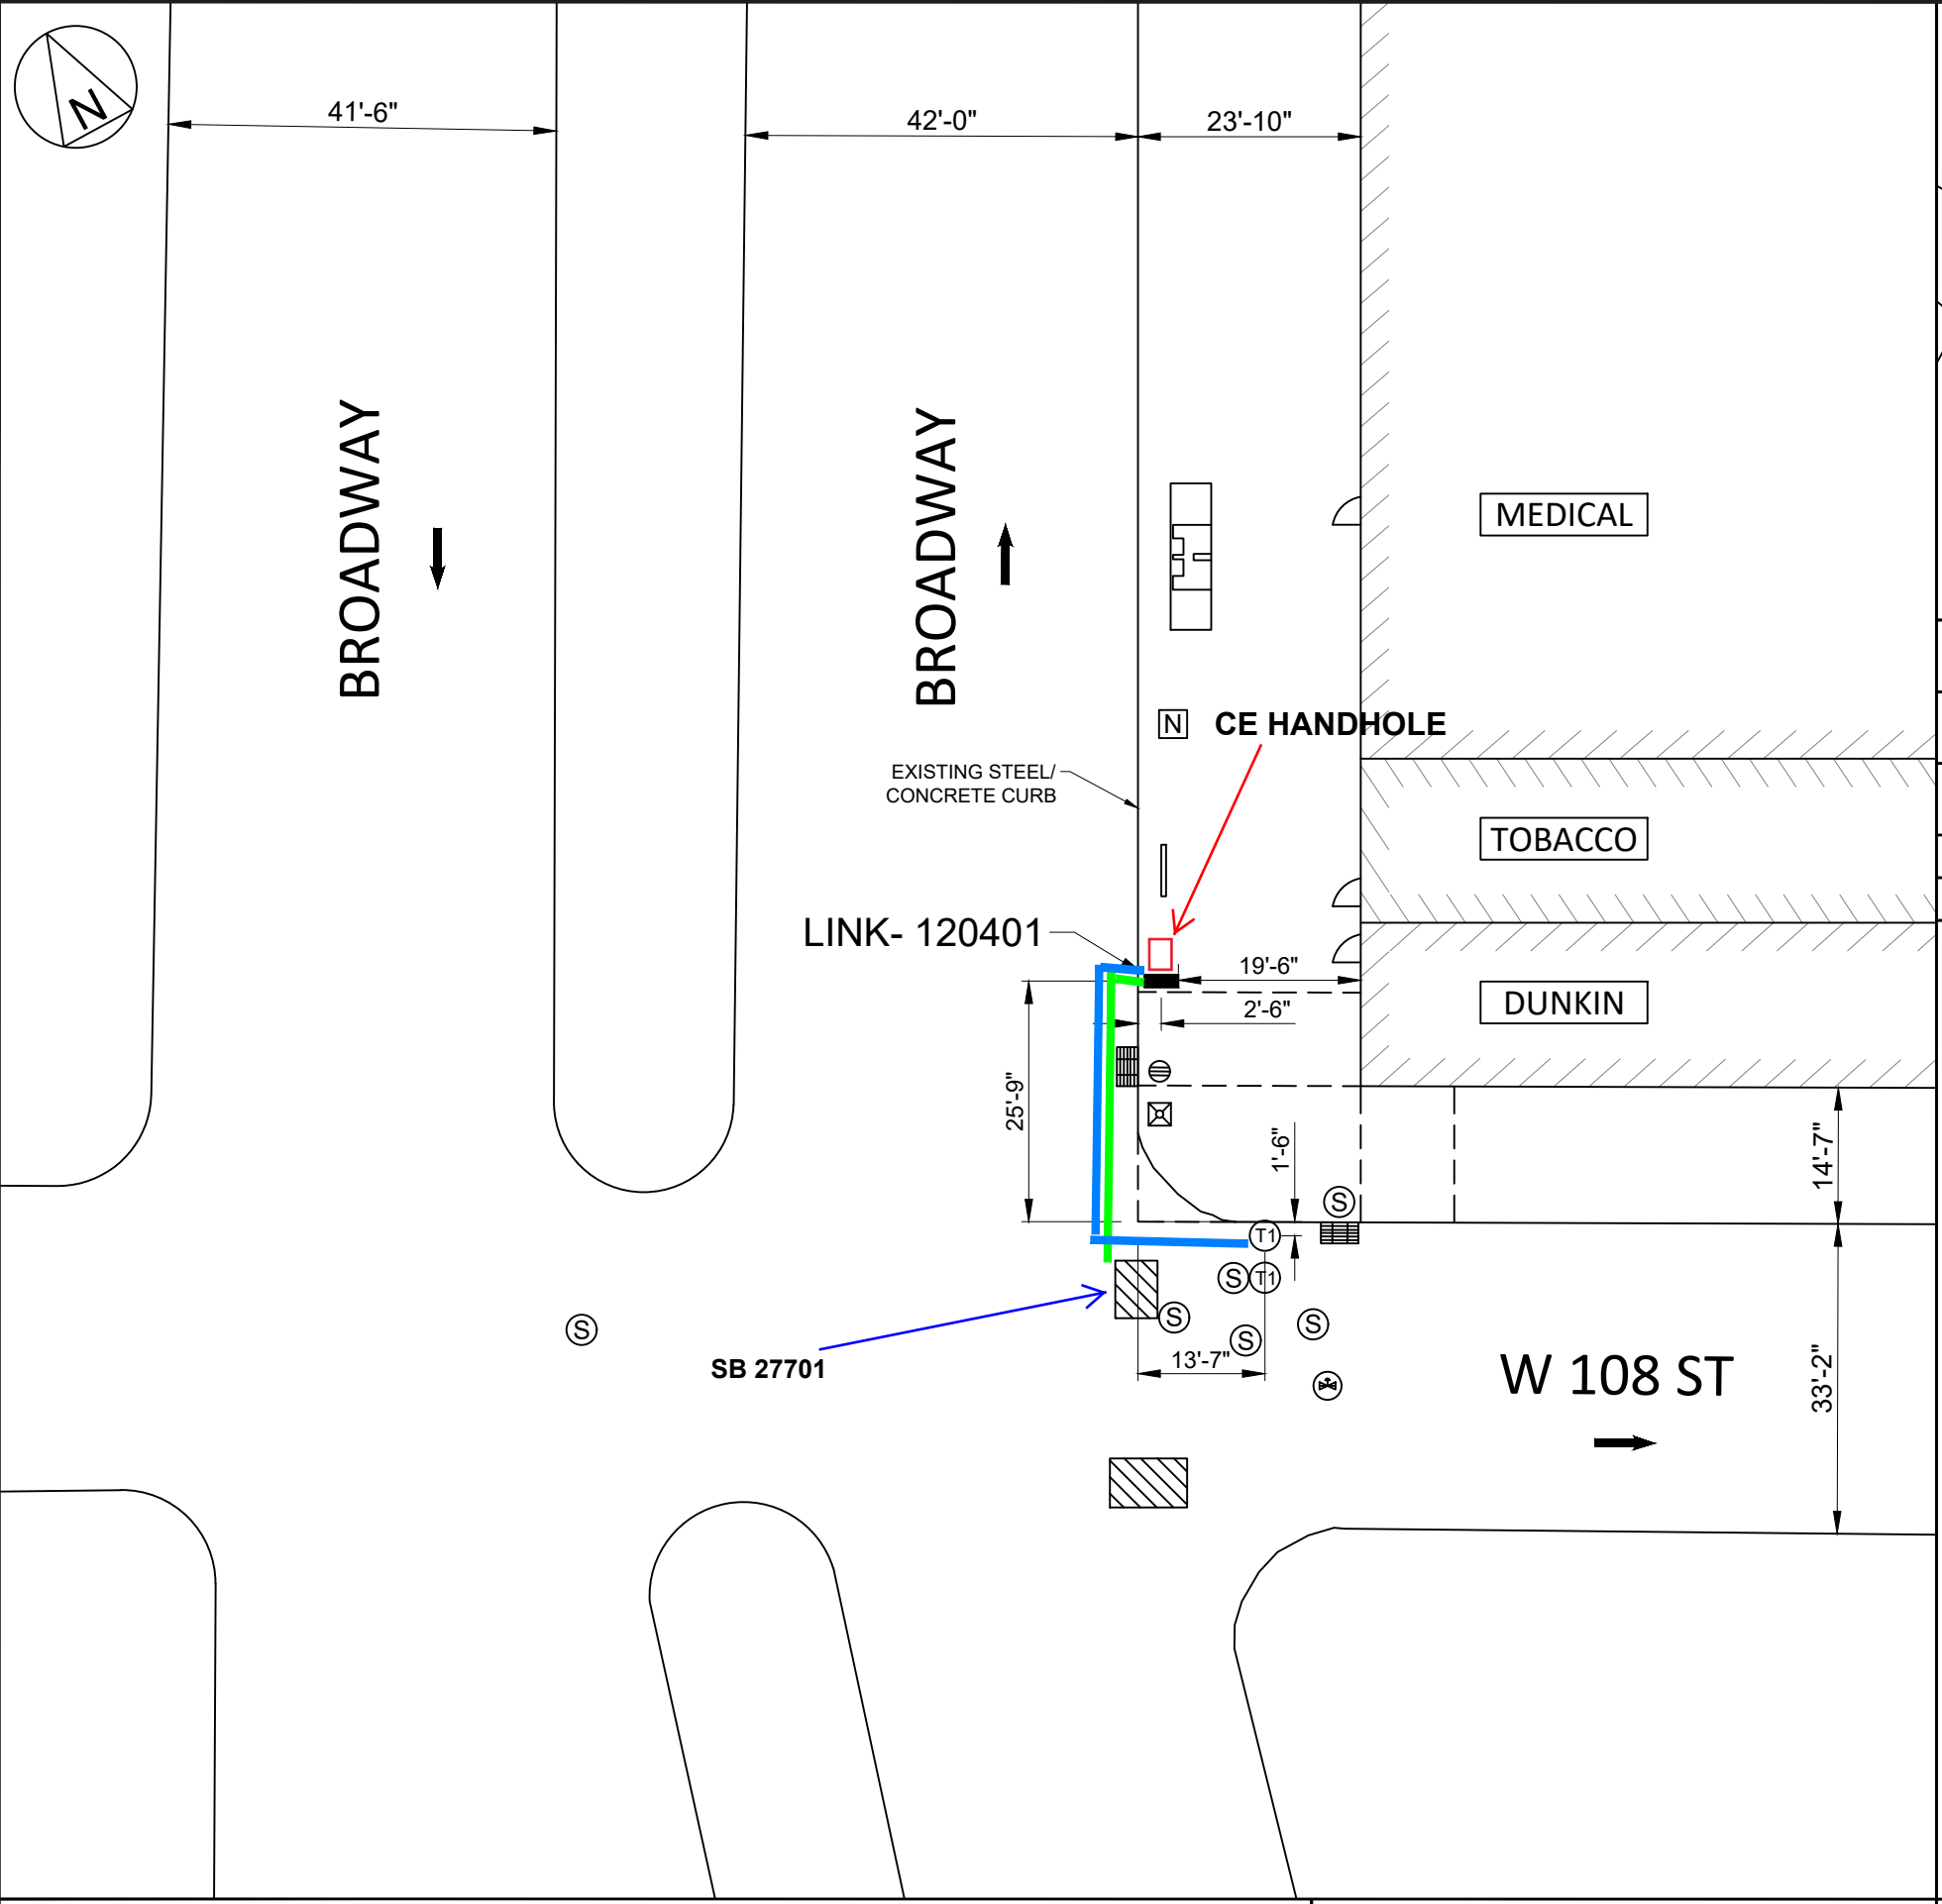 N
41'-6"
42'-0"
23'-10"
BROADWAY
BROADWAY
MEDICAL
N
CE HANDHOLE
EXISTING STEEL/
CONCRETE CURB
TOBACCO
LINK- 120401
19'-6"
DUNKIN
2'-6"
25'-9"
1'-6"
14'-7"
S
T1
S
T1
S
S
S
S
13'-7"
SB 27701
W 108 ST
33'-2"